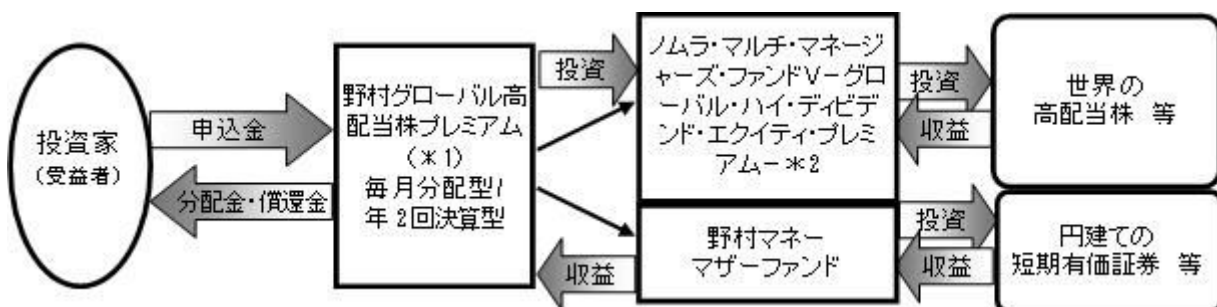 投資家
(受益者)
申込金
分配金・償還金
野村グローバル高
配当株プレミアム
(＊1)
毎月分配型/
年2回決算型
投資
収益
ノムラ・マルチ・マネージ
ャーズ・ファンドⅤ－グロ
ーバル・ハイ・ディビデ
ンド・エクイティ・プレミ
アム－＊2
野村マネー
マザーファンド
投資
収益
投資
収益
世界の
高配当株 等
円建ての
短期有価証券 等